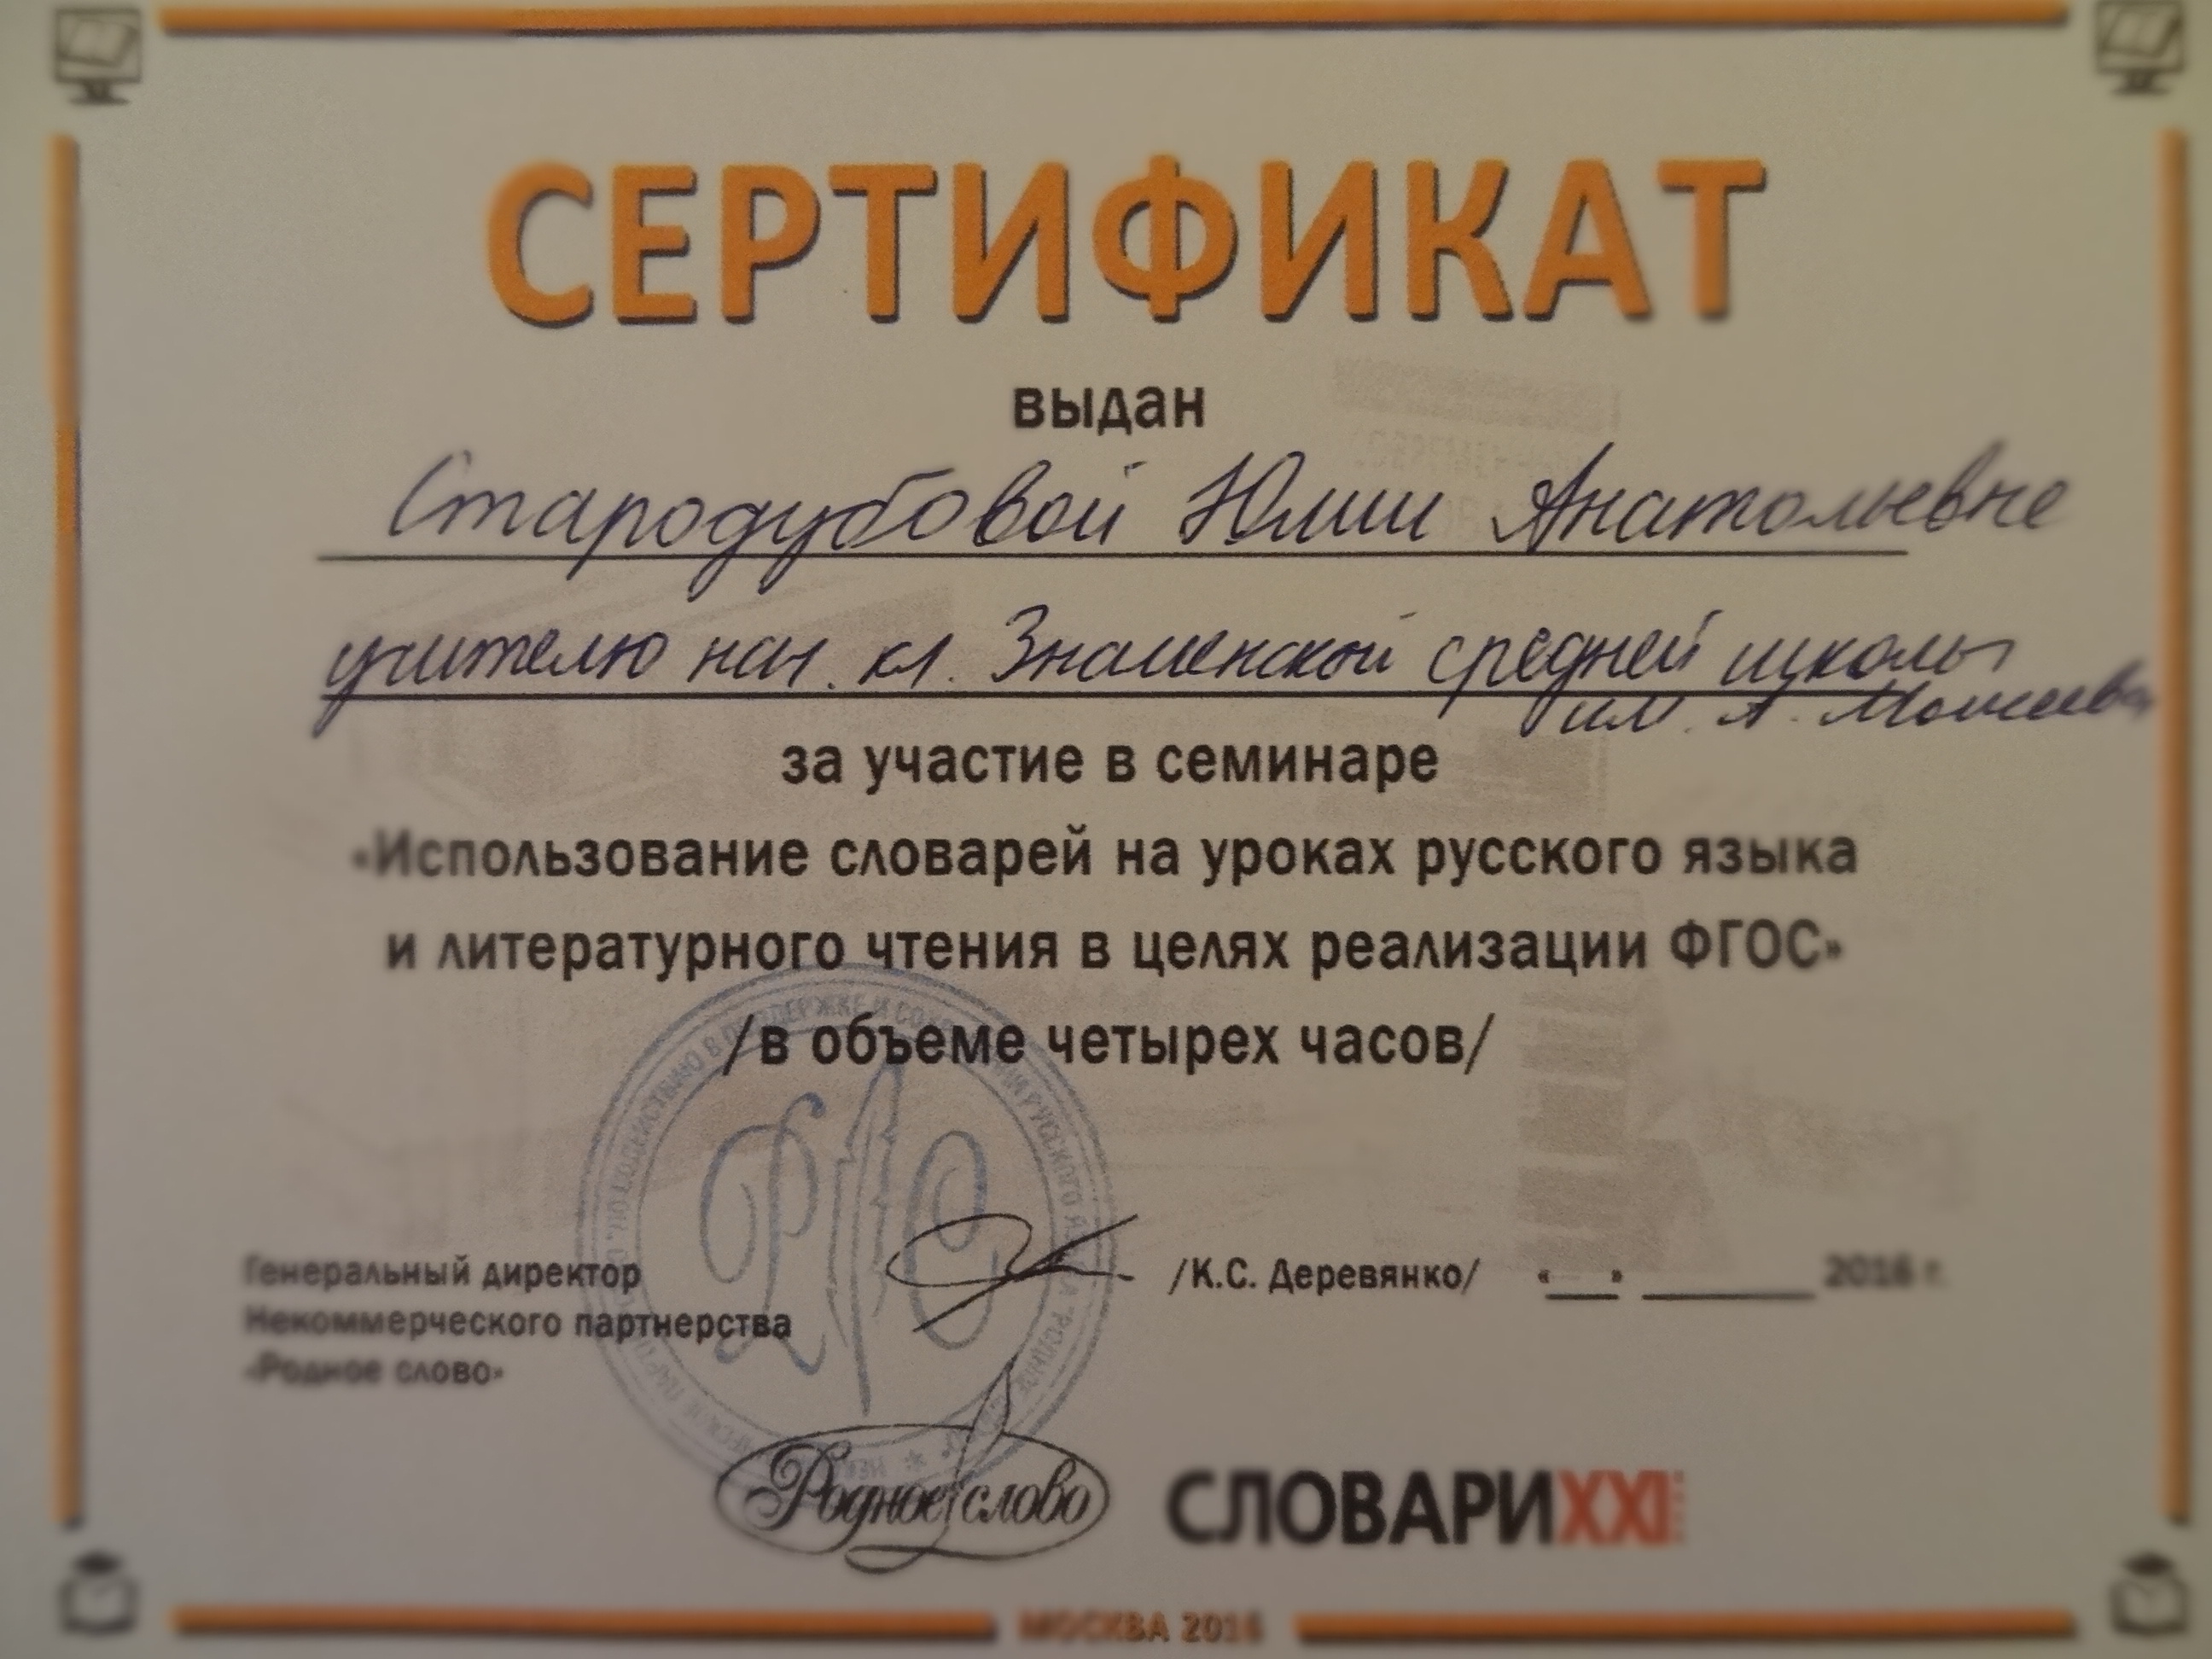 СЕРТИФИКАТ
выдан
Стародубовой Юлии Анатольевне
учителю нач. кл. Знаменской средней школы
им. А. Моисеева
за участие в семинаре
«Использование словарей на уроках русского языка
и литературного чтения в целях реализации ФГОС»
/в объеме четырех часов/
Генеральный директор
Некоммерческого партнерства
«Родное слово»
/К.С. Деревянко/ «__» ________ 2016 г.
Родное слово
СЛОВАРИ XXI
МОСКВА 2016